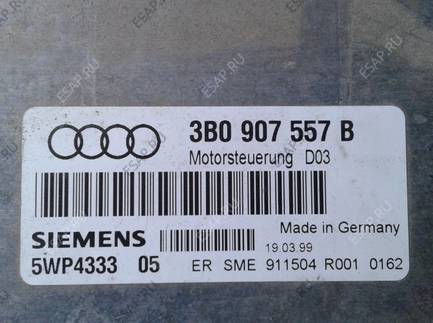 3B0 907 557 B
Motorsteuerung D03
Made in Germany
SIEMENS
19.03.99
5WP4333 05
ER SME 911504 R001 0162
ESAP.RU